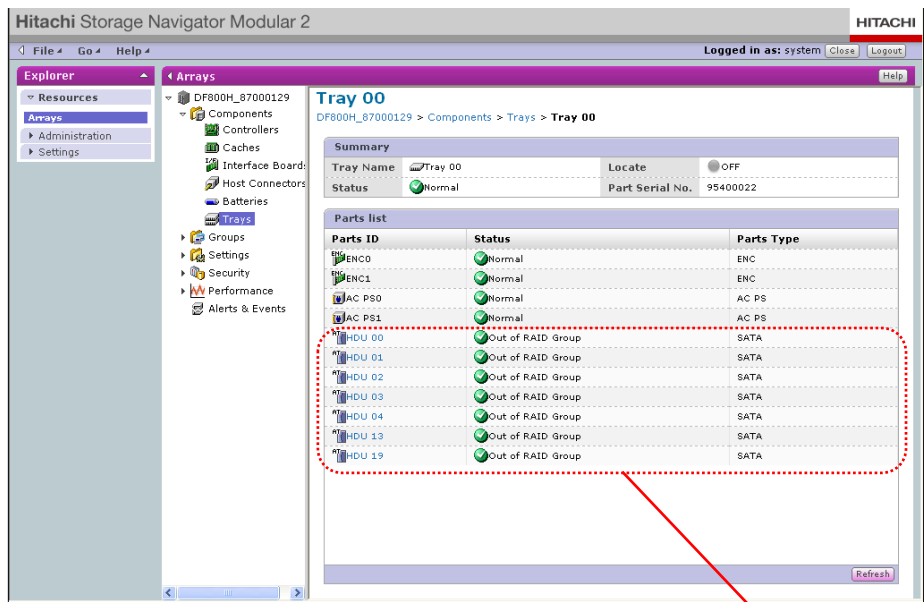 Hitachi Storage Navigator Modular 2
HITACHI
File Go Help
Logged in as: system Close Logout
Explorer
Resources
Arrays
Administration
Settings
Arrays
Help
DF800H_87000129
Components
Controllers
Caches
Interface Board
Host Connectors
Batteries
Trays
Groups
Settings
Security
Performance
Alerts & Events
Tray 00
DF800H_87000129 > Components > Trays > Tray 00
Summary
Tray Name Tray 00 Locate OFF
Status Normal Part Serial No. 95400022
Parts list
Parts ID Status Parts Type
ENC0 Normal ENC
ENC1 Normal ENC
AC PS0 Normal AC PS
AC PS1 Normal AC PS
HDU 00 Out of RAID Group SATA
HDU 01 Out of RAID Group SATA
HDU 02 Out of RAID Group SATA
HDU 03 Out of RAID Group SATA
HDU 04 Out of RAID Group SATA
HDU 13 Out of RAID Group SATA
HDU 19 Out of RAID Group SATA
Refresh